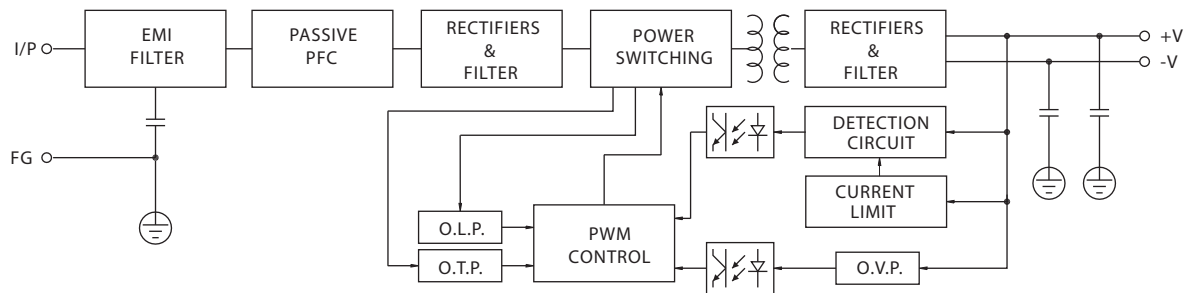 I/P
EMI
FILTER
PASSIVE
PFC
RECTIFIERS
&
FILTER
POWER
SWITCHING
RECTIFIERS
&
FILTER
+V
-V
FG
DETECTION
CIRCUIT
CURRENT
LIMIT
O.L.P.
O.T.P.
PWM
CONTROL
O.V.P.